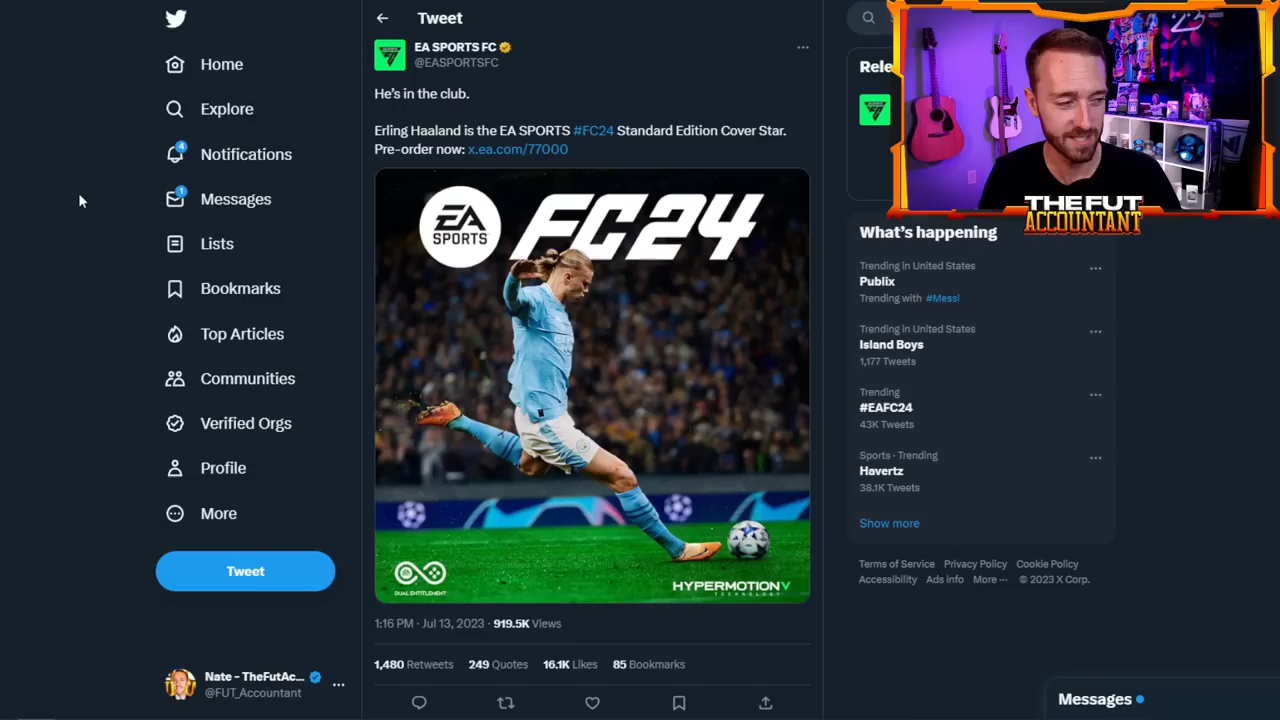 Home
Explore
4
Notifications
1
Messages
Lists
Bookmarks
Top Articles
Communities
Verified Orgs
Profile
More
Tweet
Nate - TheFutAc...
@FUT_Accountant
Tweet
EA SPORTS FC
@EASPORTSFC
He's in the club.
Erling Haaland is the EA SPORTS #FC24 Standard Edition Cover Star.
Pre-order now: x.ea.com/77000
EA
SPORTS
FC24
DUAL ENTITLEMENT
HYPERMOTIONV
TECHNOLOGY
1:16 PM · Jul 13, 2023 · 919.5K Views
1,480 Retweets 249 Quotes 16.1K Likes 85 Bookmarks
Rele
THE FUT
ACCOUNTANT
What's happening
Trending in United States
Publix
Trending with #Messi
Trending in United States
Island Boys
1,177 Tweets
Trending
#EAFC24
43K Tweets
Sports · Trending
Havertz
38.1K Tweets
Show more
Terms of Service Privacy Policy Cookie Policy
Accessibility Ads info More ··· © 2023 X Corp.
Messages